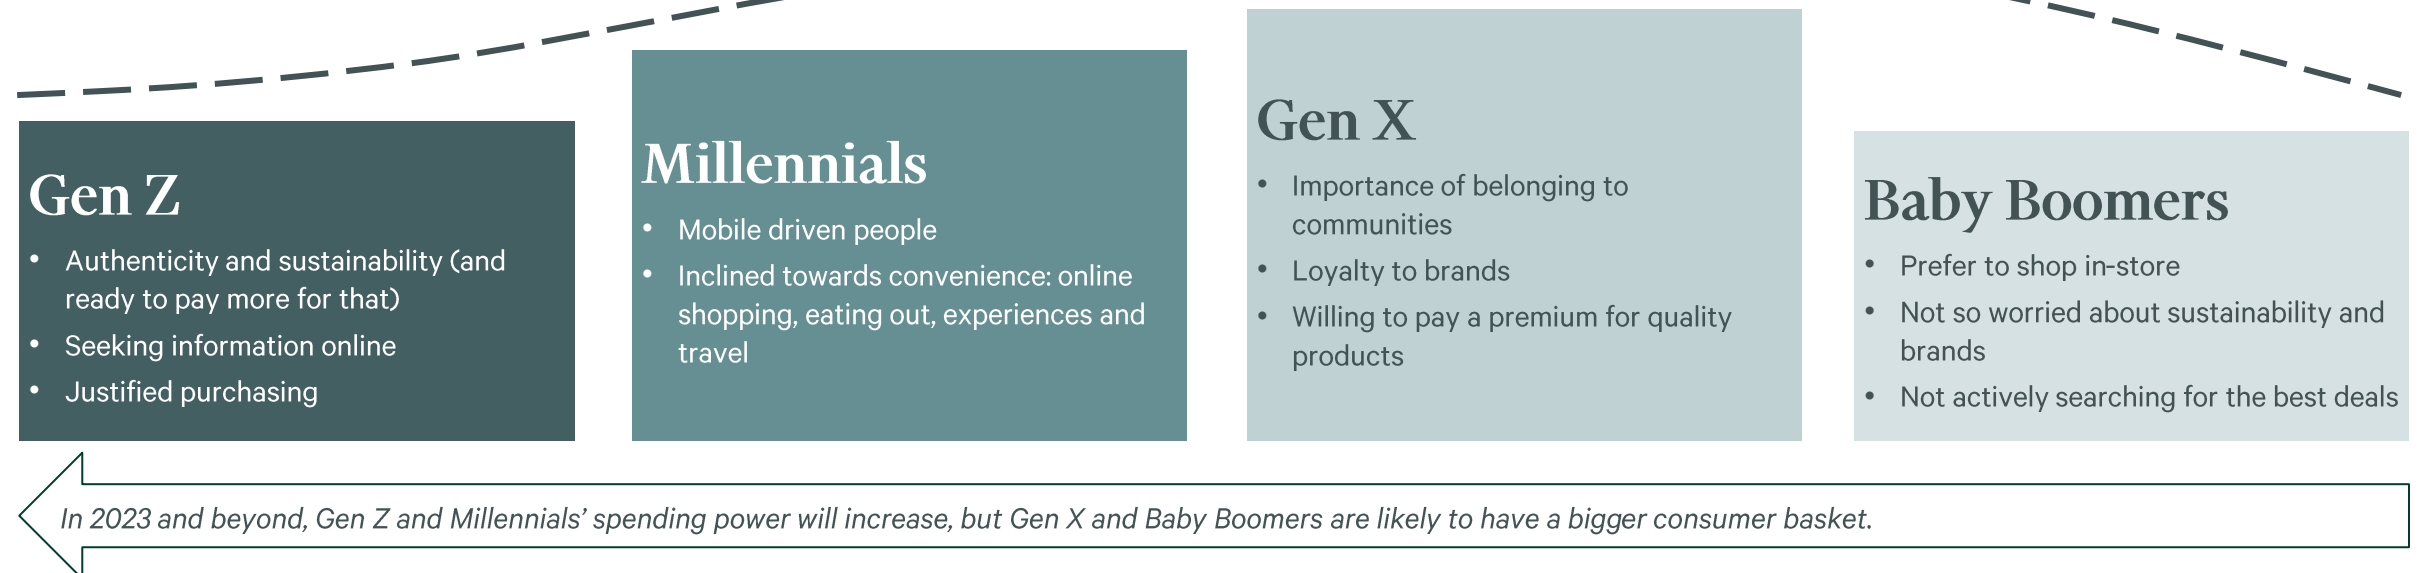 Gen Z
• Authenticity and sustainability (and
ready to pay more for that)
• Seeking information online
• Justified purchasing
Millennials
• Mobile driven people
• Inclined towards convenience: online
shopping, eating out, experiences and
travel
Gen X
• Importance of belonging to
communities
• Loyalty to brands
• Willing to pay a premium for quality
products
Baby Boomers
• Prefer to shop in-store
• Not so worried about sustainability and
brands
• Not actively searching for the best deals
In 2023 and beyond, Gen Z and Millennials’ spending power will increase, but Gen X and Baby Boomers are likely to have a bigger consumer basket.